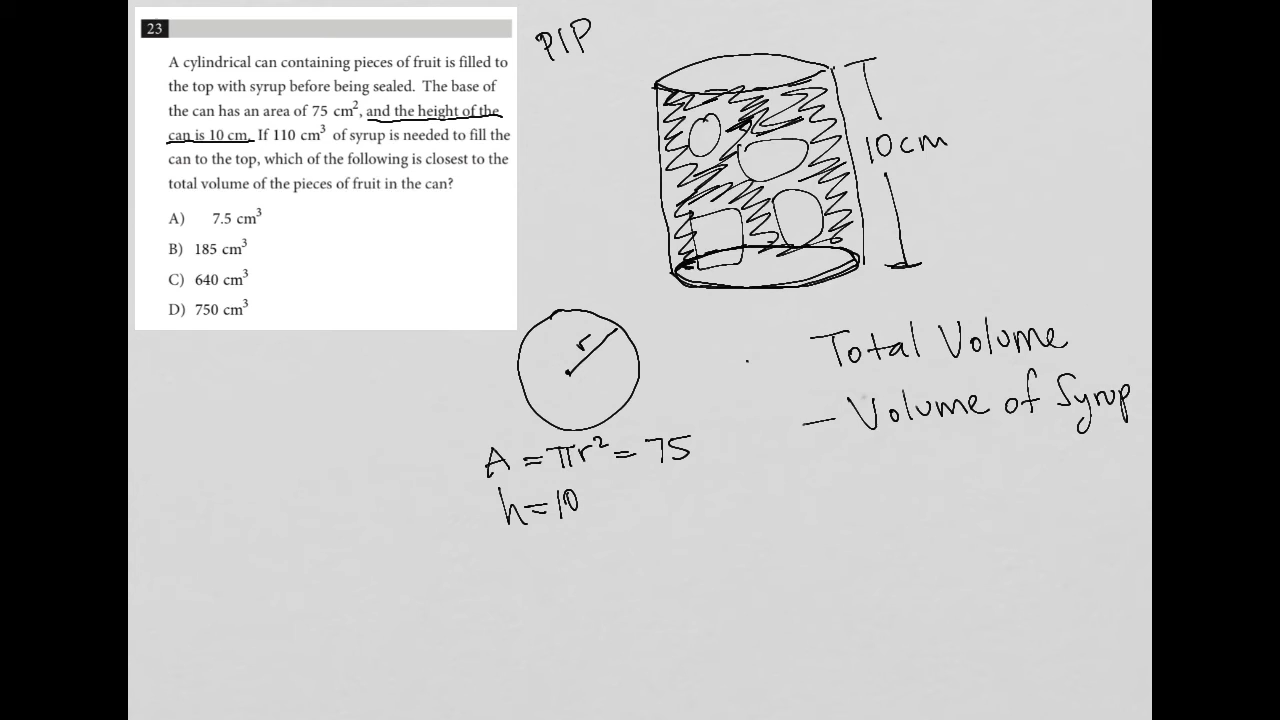 23
A cylindrical can containing pieces of fruit is filled to
the top with syrup before being sealed. The base of
the can has an area of 75 cm², and the height of the
can is 10 cm. If 110 cm³ of syrup is needed to fill the
can to the top, which of the following is closest to the
total volume of the pieces of fruit in the can?
A) 7.5 cm³
B) 185 cm³
C) 640 cm³
D) 750 cm³
PIP
10cm
r
A = πr² = 75
h=10
Total Volume
— Volume of Syrup